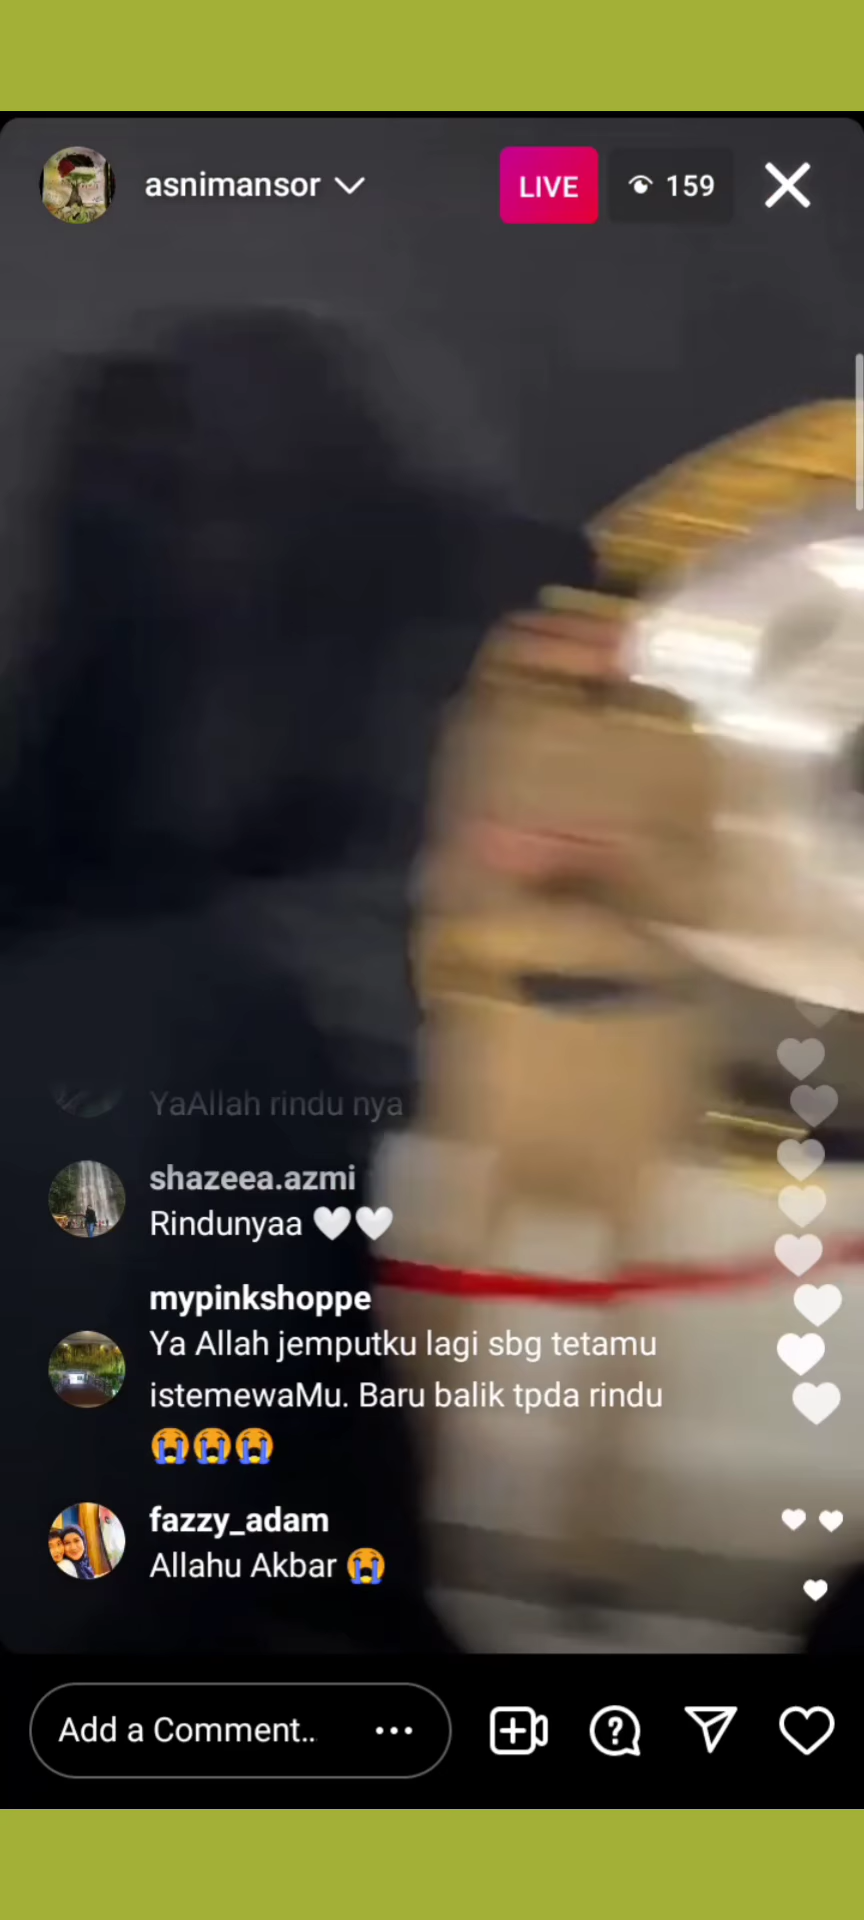 asnimansor
LIVE
159
YaAllah rindu nya
shazeea.azmi
Rindunyaa 🤍🤍
mypinkshoppe
Ya Allah jemputku lagi sbg tetamu
istemewaMu. Baru balik tpda rindu
😭😭😭
fazzy_adam
Allahu Akbar 😭
Add a Comment..